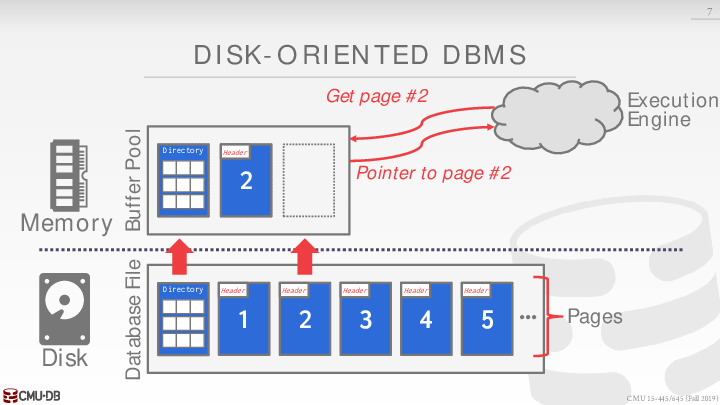 7
DISK-ORIENTED DBMS
Get page #2
Execution
Engine
Pointer to page #2
Buffer Pool
Directory
Header
2
Memory
Database File
Directory
Header
1
Header
2
Header
3
Header
4
Header
5
•••
Pages
Disk
CMU·DB
CMU 15-445/645 (Fall 2019)